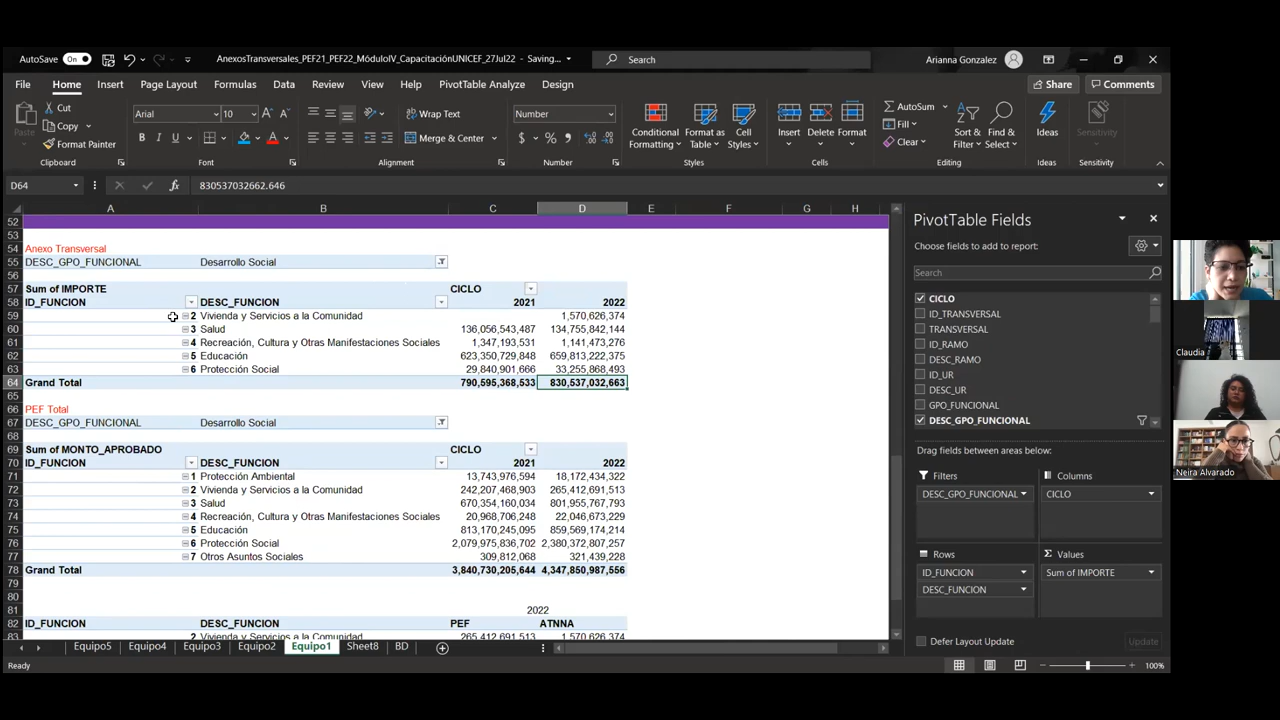 AutoSave On AnexosTransversales_PEF21_PEF22_MóduloIV_CapacitaciónUNICEF_27Jul22 - Saving... Search Arianna Gonzalez
File Home Insert Page Layout Formulas Data Review View Help PivotTable Analyze Design Share Comments
Paste Cut Copy Format Painter Clipboard
Arial 10 B I U A Font
Wrap Text Merge & Center Alignment
Number $ % Number
Conditional Formatting Format as Table Cell Styles Styles
Insert Delete Format Cells
AutoSum Fill Clear Sort & Filter Find & Select Editing
Ideas Ideas
Sensitivity Sensitivity
D64 fx 830537032662.646
A B C D E F G H
52
53
54 Anexo Transversal
55 DESC_GPO_FUNCIONAL Desarrollo Social
56
57 Sum of IMPORTE CICLO
58 ID_FUNCION DESC_FUNCION 2021 2022
59 2 Vivienda y Servicios a la Comunidad 1,570,626,374
60 3 Salud 136,056,543,487 134,755,842,144
61 4 Recreación, Cultura y Otras Manifestaciones Sociales 1,347,193,531 1,141,473,276
62 5 Educación 623,350,729,848 659,813,222,375
63 6 Protección Social 29,840,901,666 33,255,868,493
64 Grand Total 790,595,368,533 830,537,032,663
65
66 PEF Total
67 DESC_GPO_FUNCIONAL Desarrollo Social
68
69 Sum of MONTO_APROBADO CICLO
70 ID_FUNCION DESC_FUNCION 2021 2022
71 1 Protección Ambiental 13,743,976,594 18,172,434,322
72 2 Vivienda y Servicios a la Comunidad 242,207,468,903 265,412,691,513
73 3 Salud 670,354,160,034 801,955,767,793
74 4 Recreación, Cultura y Otras Manifestaciones Sociales 20,968,706,248 22,046,673,229
75 5 Educación 813,170,245,095 859,569,174,214
76 6 Protección Social 2,079,975,836,702 2,380,372,807,257
77 7 Otros Asuntos Sociales 309,812,068 321,439,228
78 Grand Total 3,840,730,205,644 4,347,850,987,556
79
80
81 2022
82 ID_FUNCION DESC_FUNCION PEF ATNNA
83 2 Vivienda y Servicios a la Comunidad 265,412,691,513 1,570,626,374
Equipo5 Equipo4 Equipo3 Equipo2 Equipo1 Sheet8 BD
Ready 100%
PivotTable Fields
Choose fields to add to report:
Search
CICLO
ID_TRANSVERSAL
TRANSVERSAL
ID_RAMO
DESC_RAMO
ID_UR
DESC_UR
GPO_FUNCIONAL
DESC_GPO_FUNCIONAL
Drag fields between areas below:
Filters Columns
DESC_GPO_FUNCIONAL CICLO
Rows Σ Values
ID_FUNCION Sum of IMPORTE
DESC_FUNCION
Defer Layout Update Update
Claudia
Neira Alvarado